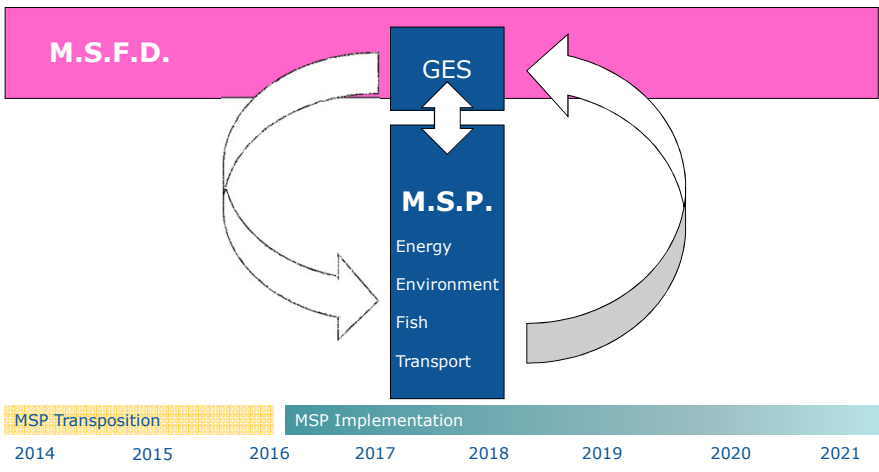 M.S.F.D.
GES
M.S.P.
Energy
Environment
Fish
Transport
MSP Transposition
MSP Implementation
2014 2015 2016 2017 2018 2019 2020 2021